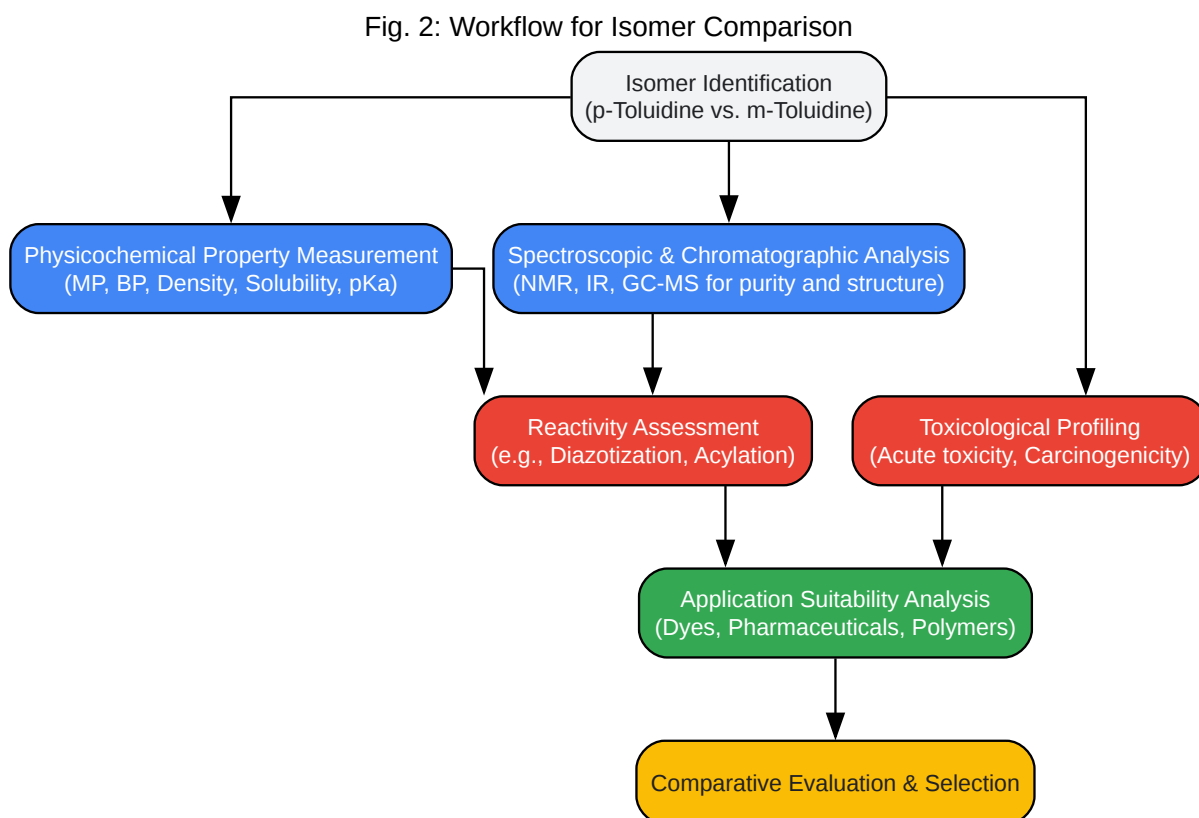 Fig. 2: Workflow for Isomer Comparison
Isomer Identification
(p-Toluidine vs. m-Toluidine)
Physicochemical Property Measurement
(MP, BP, Density, Solubility, pKa)
Spectroscopic & Chromatographic Analysis
(NMR, IR, GC-MS for purity and structure)
Reactivity Assessment
(e.g., Diazotization, Acylation)
Toxicological Profiling
(Acute toxicity, Carcinogenicity)
Application Suitability Analysis
(Dyes, Pharmaceuticals, Polymers)
Comparative Evaluation & Selection